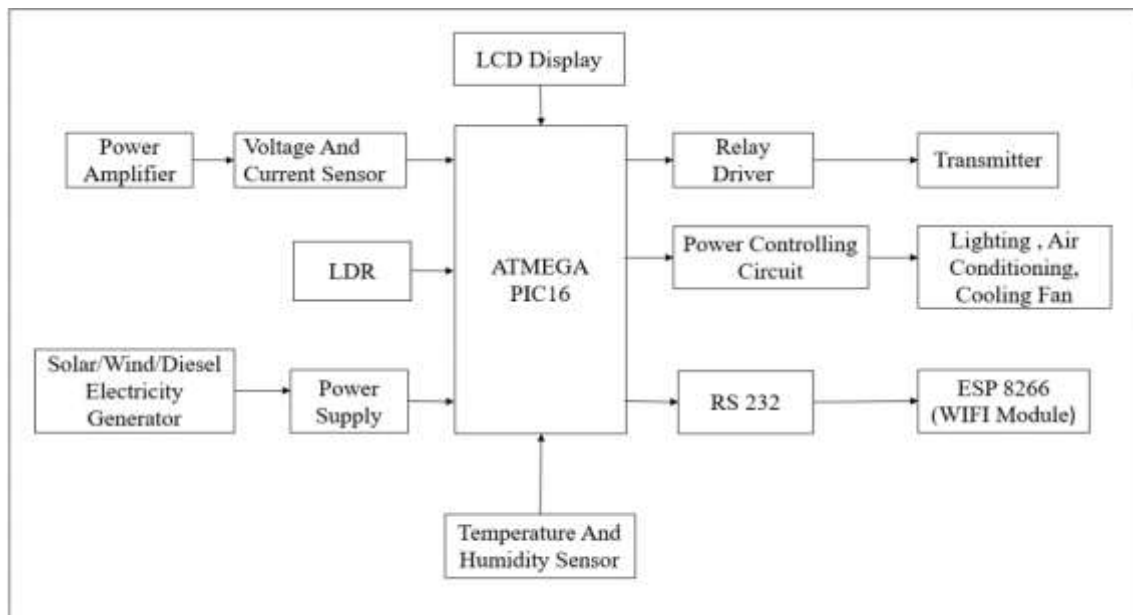 LCD Display
Power
Amplifier
Voltage And
Current Sensor
Relay
Driver
Transmitter
LDR
ATMEGA
PIC16
Power Controlling
Circuit
Lighting , Air
Conditioning,
Cooling Fan
Solar/Wind/Diesel
Electricity
Generator
Power
Supply
RS 232
ESP 8266
(WIFI Module)
Temperature And
Humidity Sensor